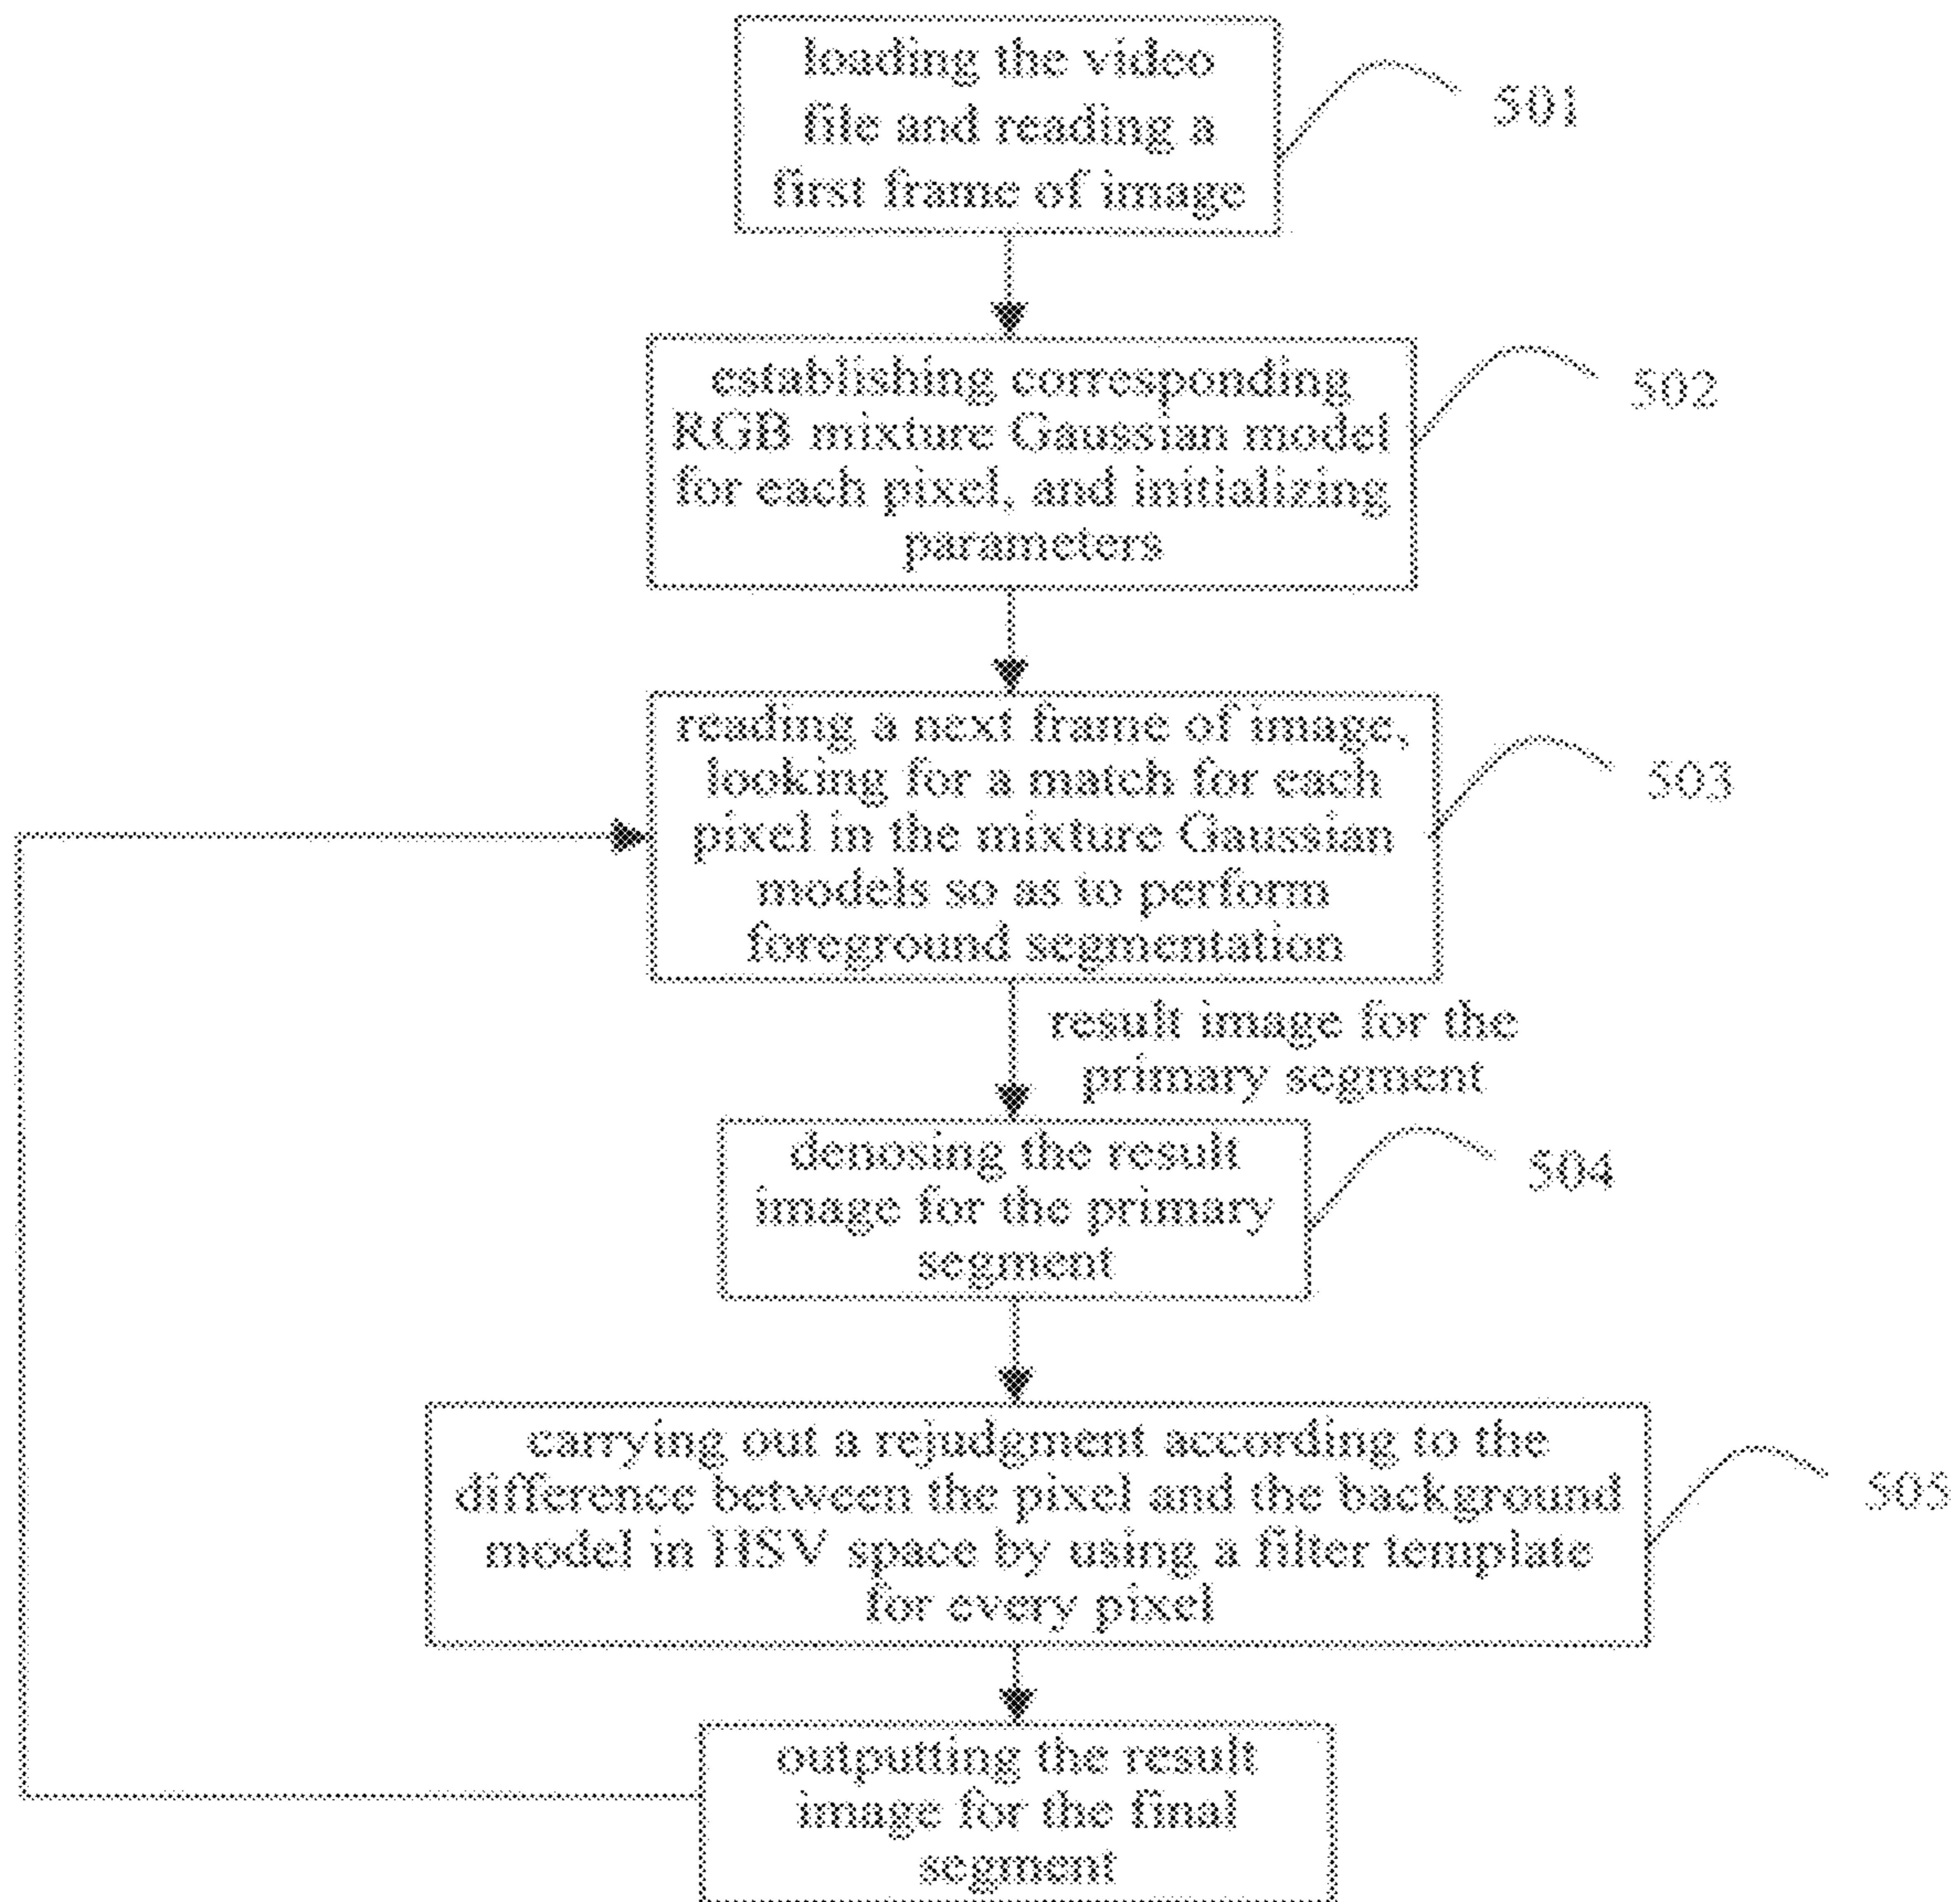 loading the video
file and reading a
first frame of image
501
establishing corresponding
RGB mixture Gaussian model
for each pixel, and initializing
parameters
502
reading a next frame of image,
looking for a match for each
pixel in the mixture Gaussian
models so as to perform
foreground segmentation
503
result image for the
primary segment
denosing the result
image for the primary
segment
504
carrying out a rejudgment according to the
difference between the pixel and the background
model in HSV space by using a filter template
for every pixel
505
outputting the result
image for the final
segment